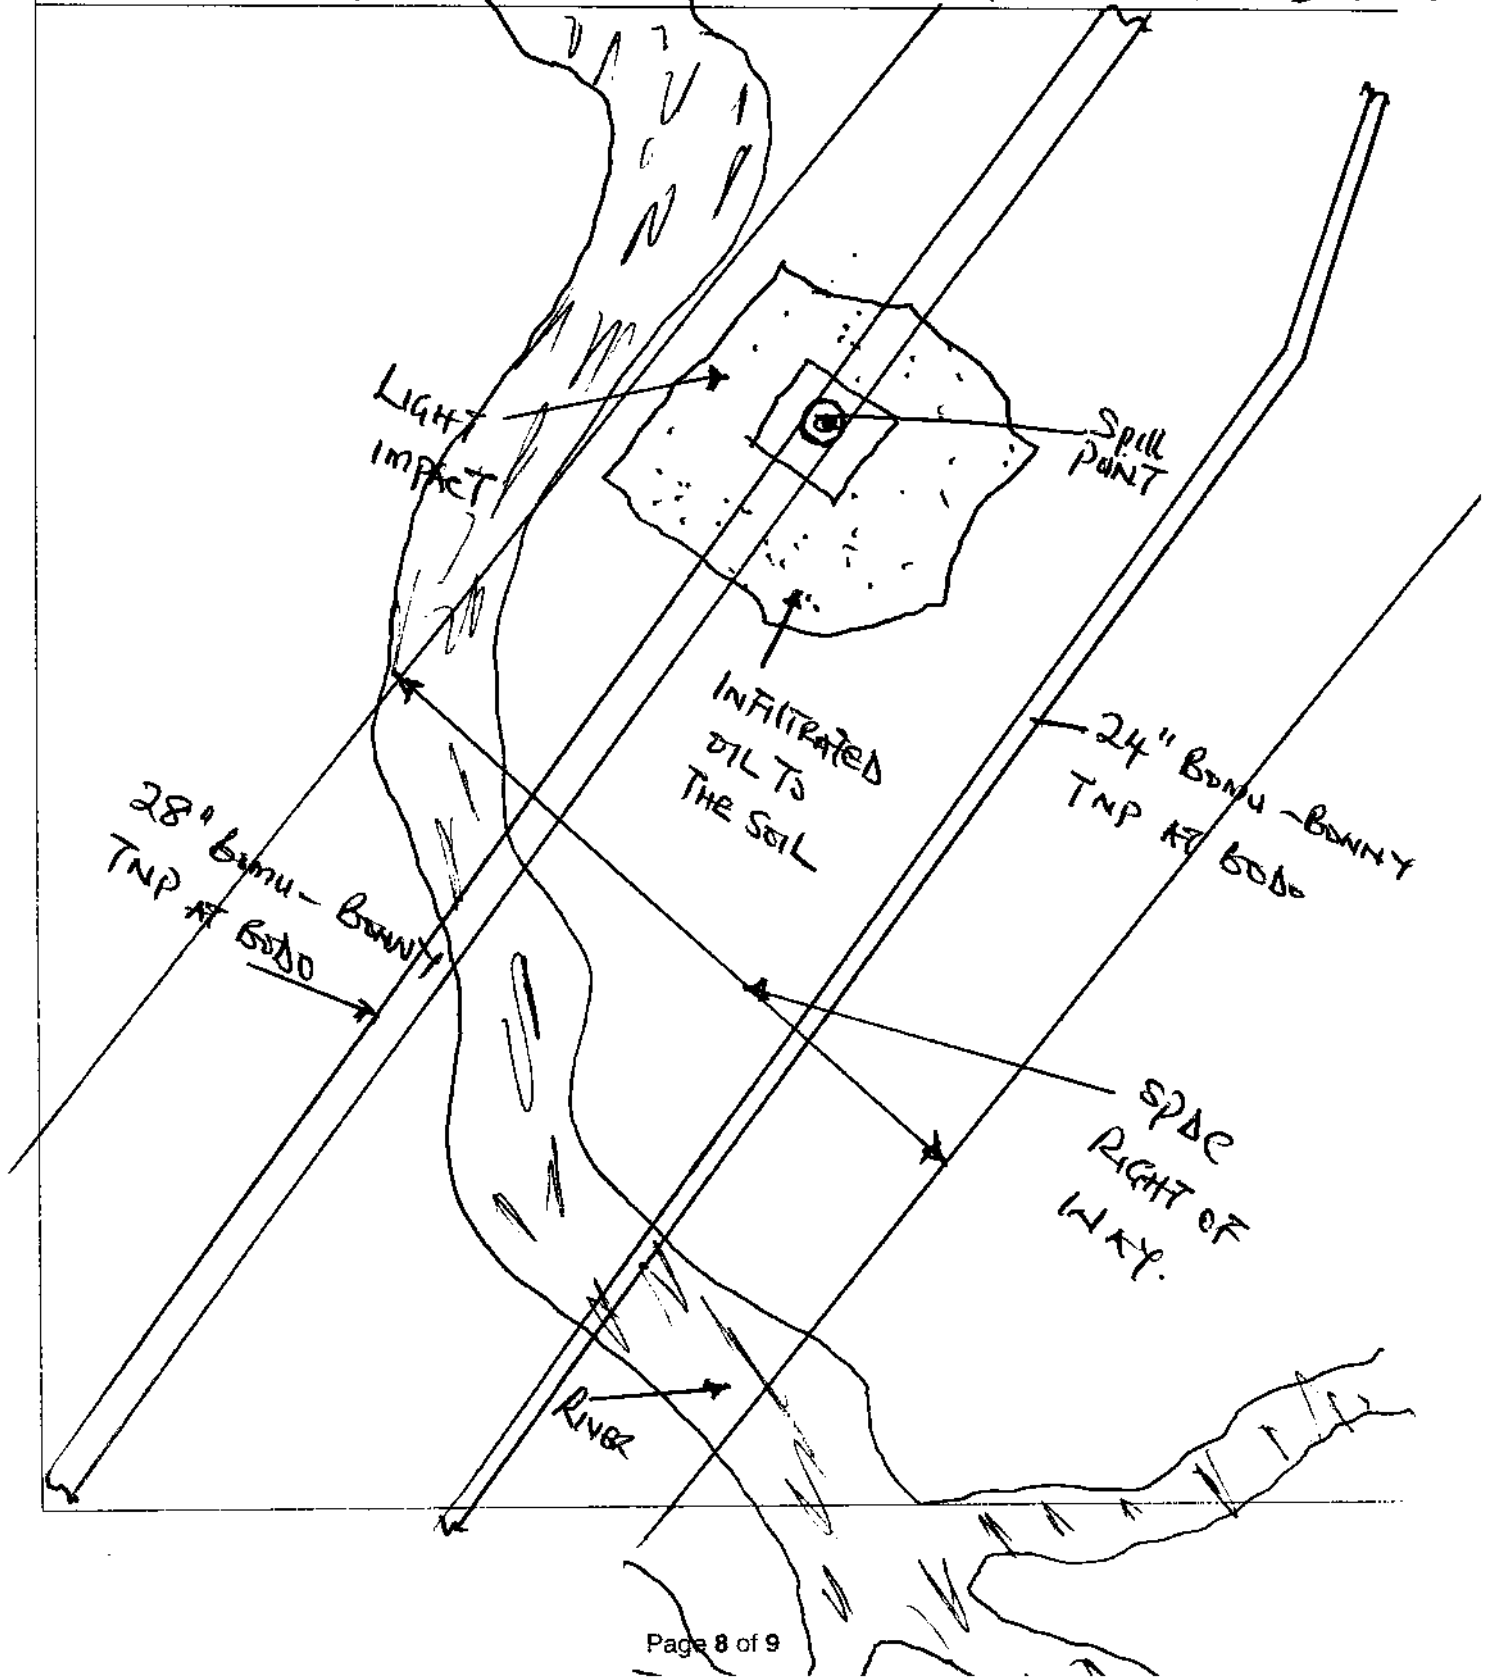 LIGHT
IMPACT
Spill
POINT
INFILTRATED
OIL TO
THE SOIL
24" BOMU - BONNY
TNP AT BODO
28" BOMU - BONNY
TNP AT BODO
SPDC
RIGHT OF
WAY.
RIVER
Page 8 of 9